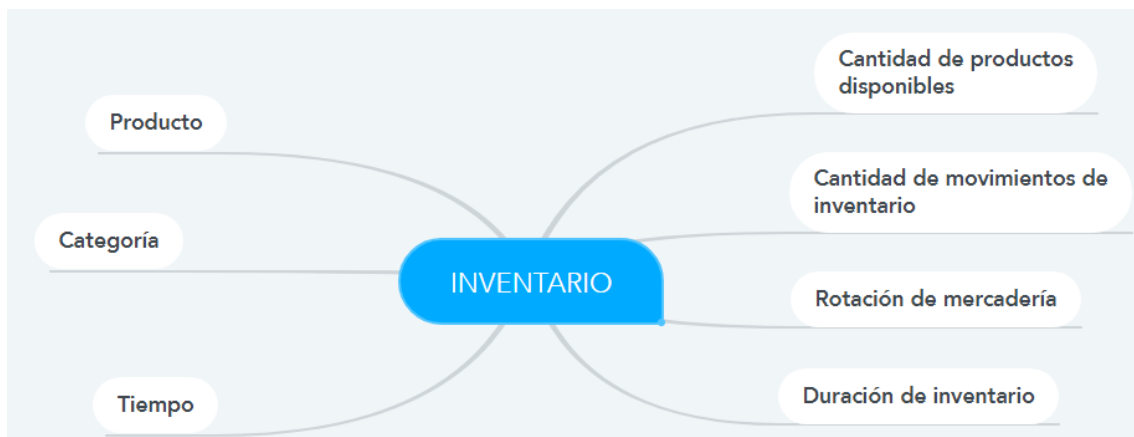 Producto
Categoría
Tiempo
INVENTARIO
Cantidad de productos
disponibles
Cantidad de movimientos de
inventario
Rotación de mercadería
Duración de inventario